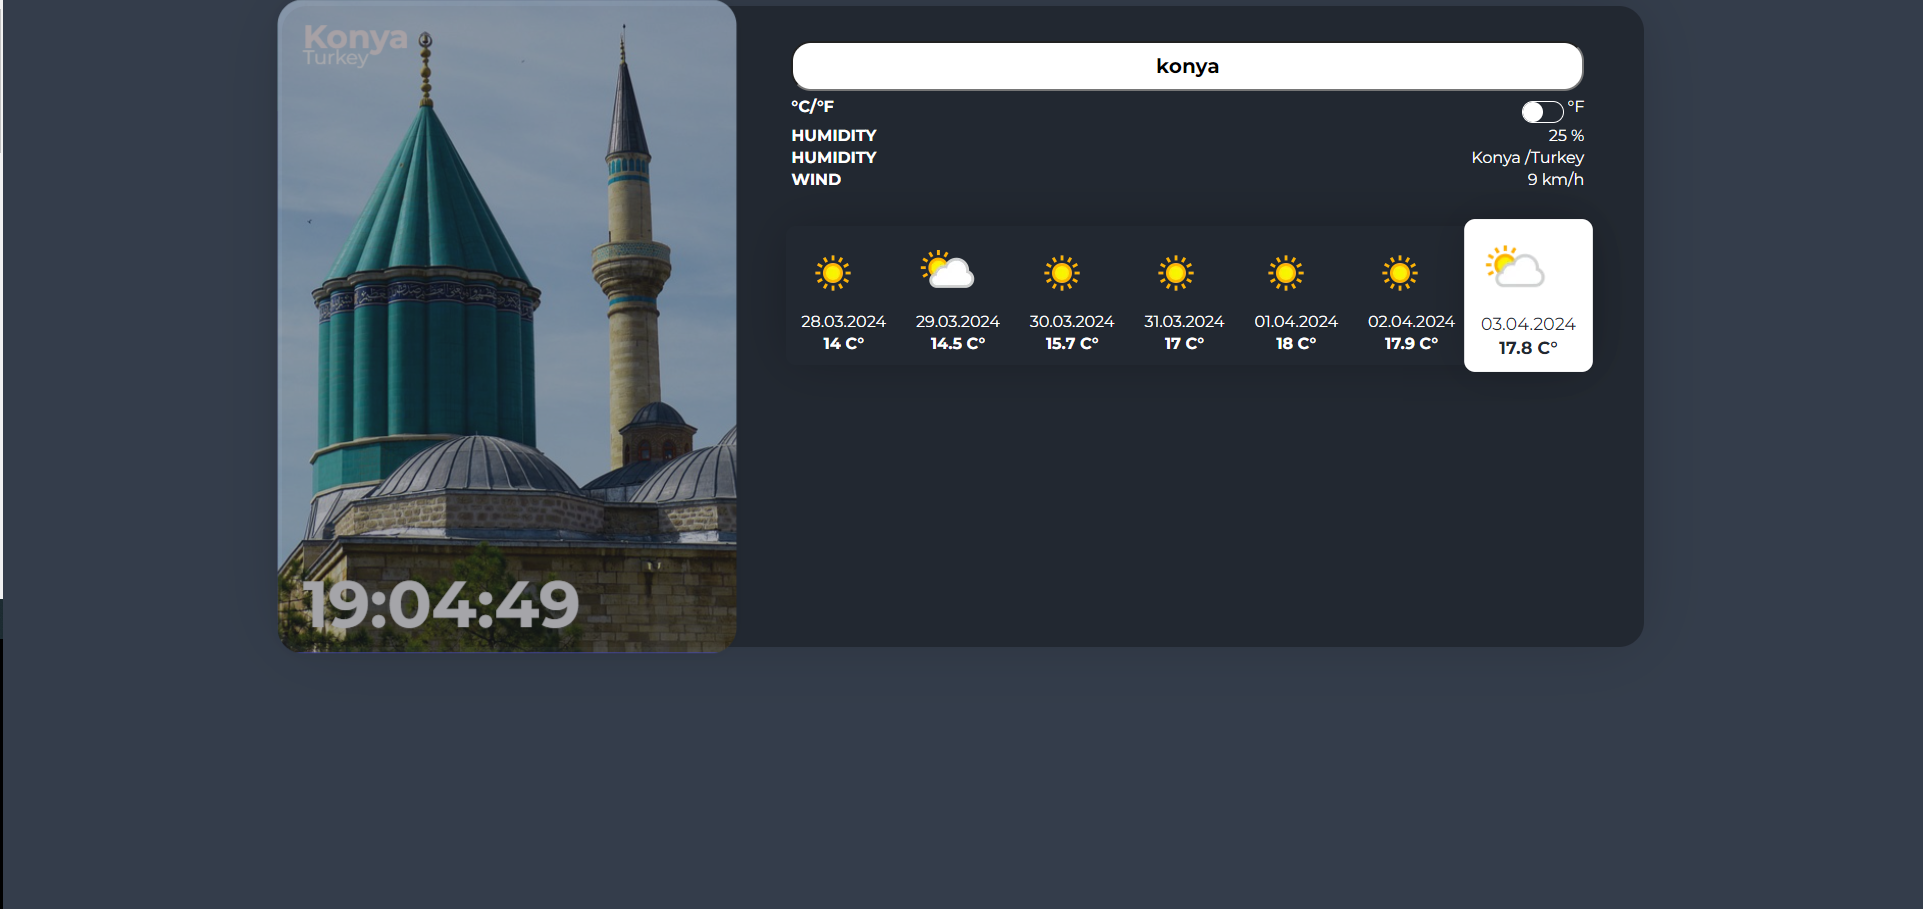 Konya
Turkey
19:04:49
konya
°C/°F °F
HUMIDITY 25 %
HUMIDITY Konya /Turkey
WIND 9 km/h
28.03.2024 29.03.2024 30.03.2024 31.03.2024 01.04.2024 02.04.2024 03.04.2024
14 C° 14.5 C° 15.7 C° 17 C° 18 C° 17.9 C° 17.8 C°